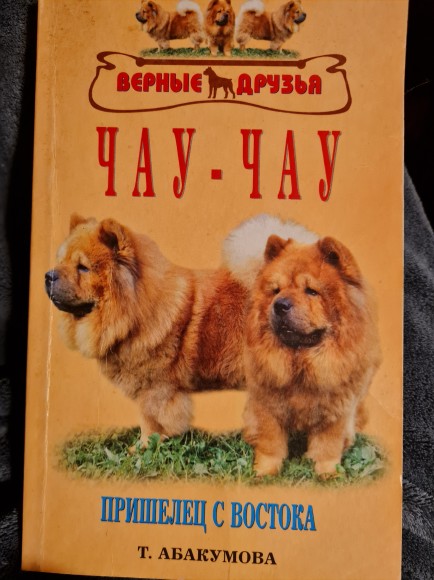 ВЕРНЫЕ ДРУЗЬЯ
ЧАУ-ЧАУ
ПРИШЕЛЕЦ С ВОСТОКА
Т. АБАКУМОВА